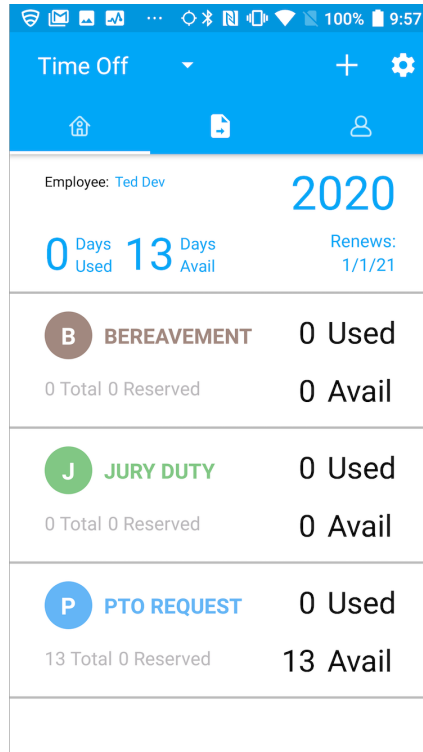 100% 9:57
Time Off
Employee: Ted Dev
2020
0 Days Used 13 Days Avail
Renews: 1/1/21
B BEREAVEMENT 0 Used
0 Total 0 Reserved 0 Avail
J JURY DUTY 0 Used
0 Total 0 Reserved 0 Avail
P PTO REQUEST 0 Used
13 Total 0 Reserved 13 Avail